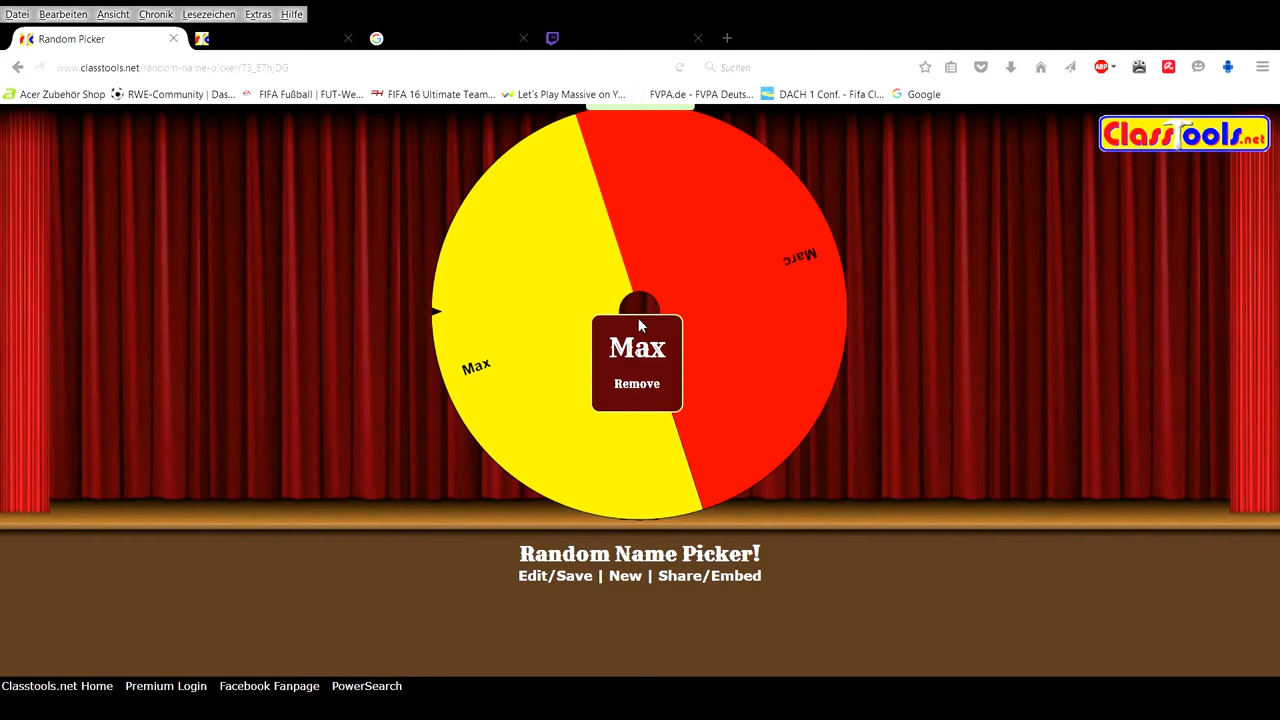 Datei Bearbeiten Ansicht Chronik Lesezeichen Extras Hilfe
Random Picker
www.classtools.net/random-name-picker/73_E7hjDG
Suchen
ABP
Acer Zubehör Shop RWE-Community | Das... FIFA Fußball | FUT-We... FIFA 16 Ultimate Team... Let´s Play Massive on Y... FVPA.de - FVPA Deuts... DACH 1 Conf. - Fifa Cl... Google
ClassTools.net
Marc
Max
Max
Remove
Random Name Picker!
Edit/Save | New | Share/Embed
Classtools.net Home Premium Login Facebook Fanpage PowerSearch